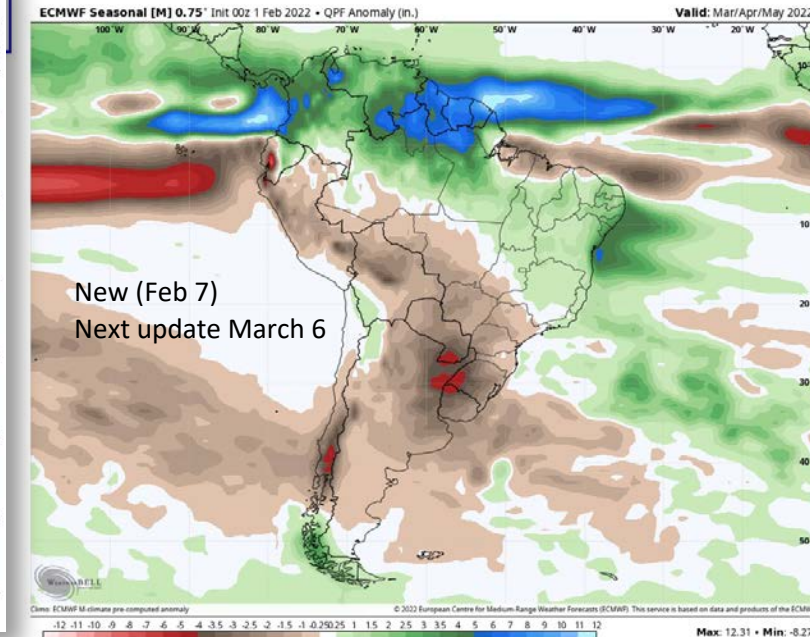 ECMWF Seasonal [M] 0.75° Init 00z 1 Feb 2022 • QPF Anomaly (in.)
Valid: Mar/Apr/May 2022
100°W 90°W 80°W 70°W 60°W 50°W 40°W 30°W 20°W
10
10
New (Feb 7)
20
Next update March 6
30
40
50
WeatherBELL
Climo: ECMWF M-climate pre-computed anomaly
© 2022 European Centre for Medium-Range Weather Forecasts (ECMWF). This service is based on data and products of the ECMWF
-12 -11 -10 -9 -8 -7 -6 -5 -4 -3.5 -3 -2.5 -2 -1.5 -1 -0.25 0.25 1 1.5 2 2.5 3 3.5 4 5 6 7 8 9 10 11 12
Max: 12.31 • Min: -8.27